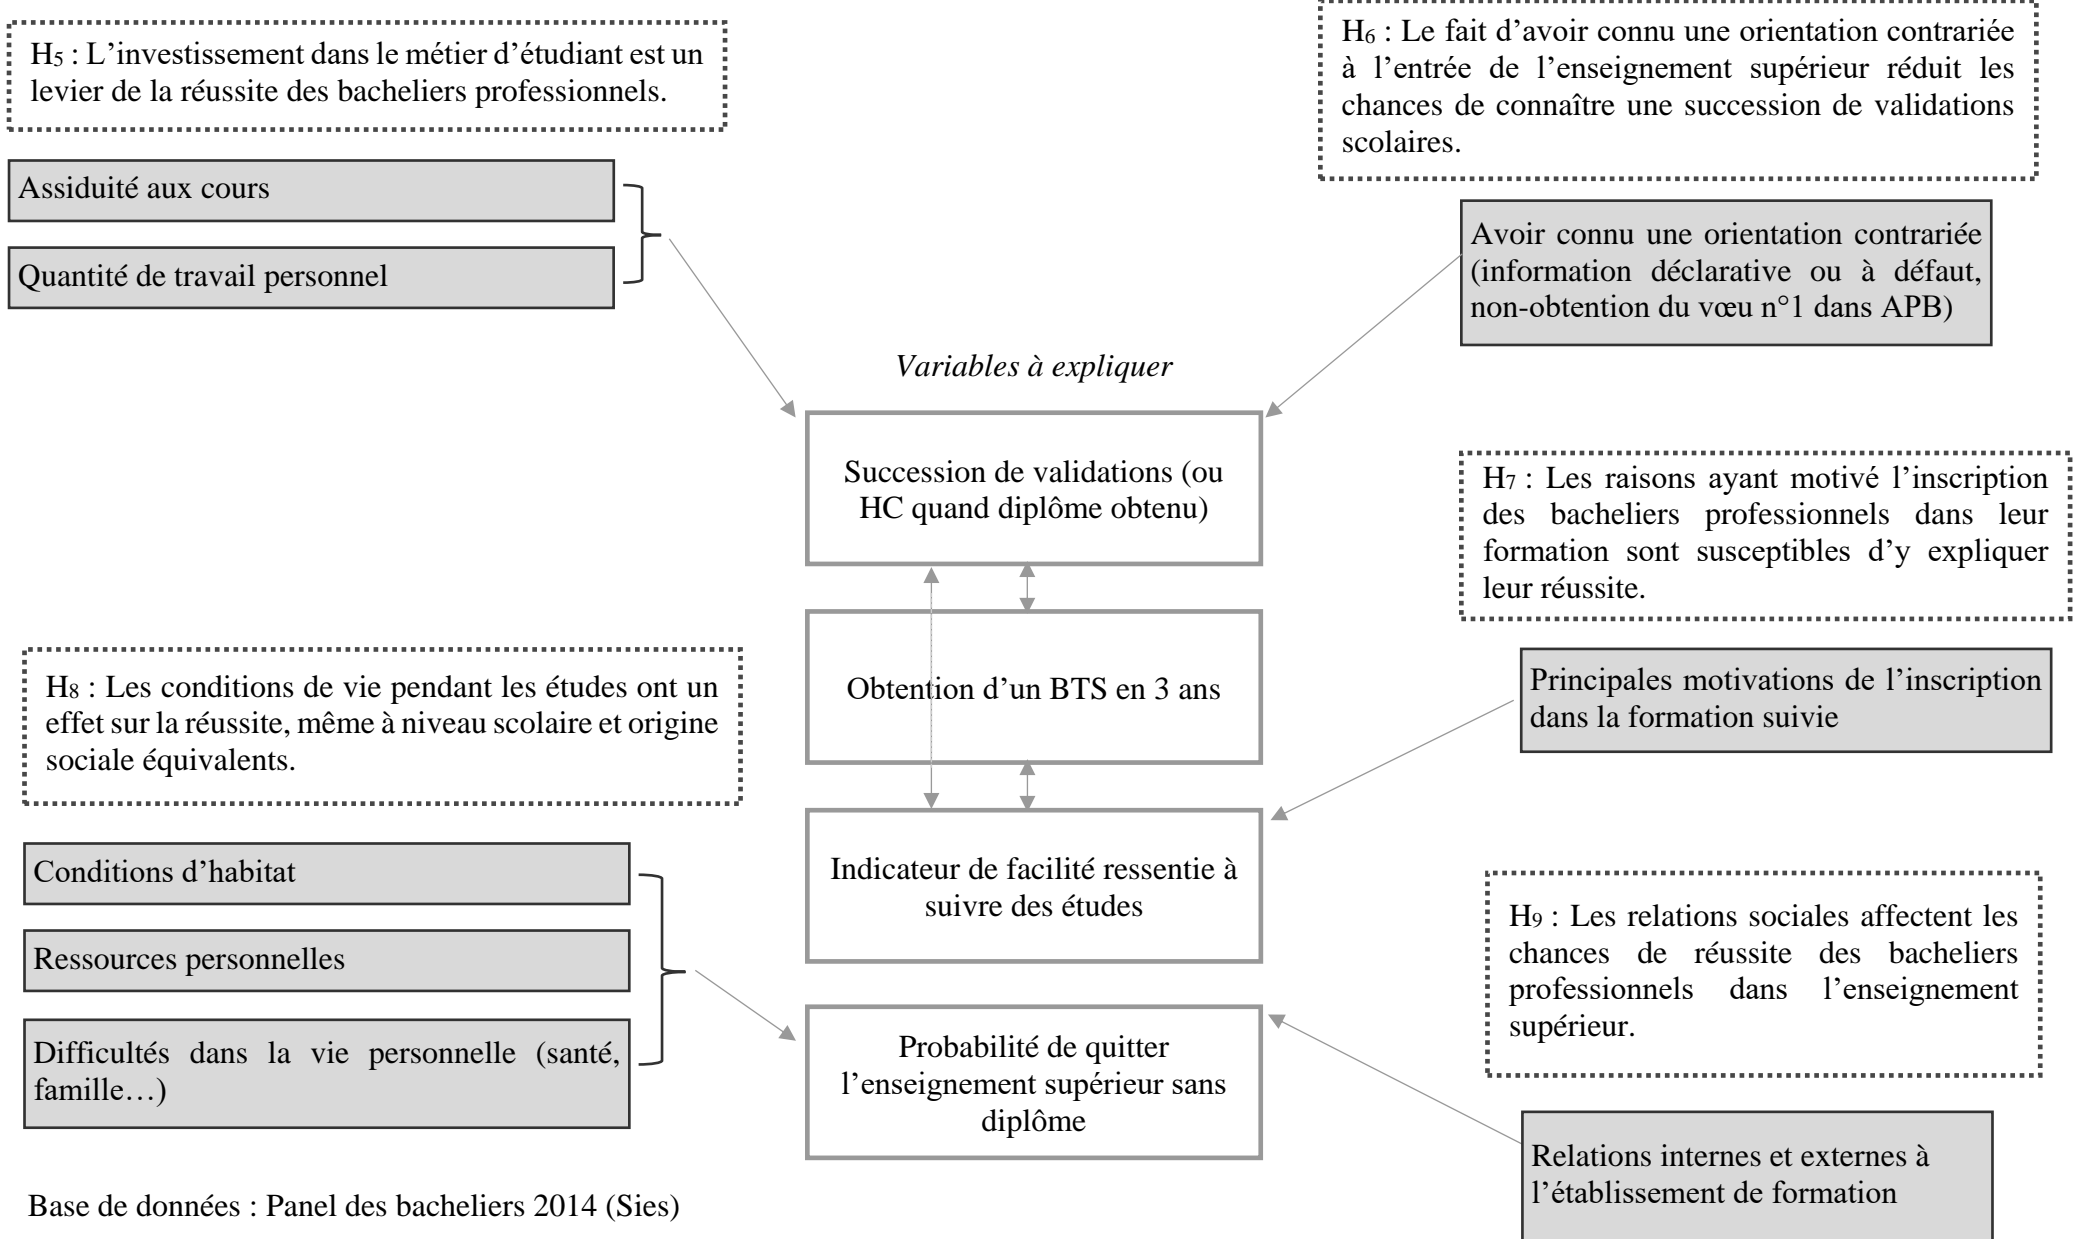 H5 : L’investissement dans le métier d’étudiant est un
levier de la réussite des bacheliers professionnels.
Assiduité aux cours
Quantité de travail personnel
H6 : Le fait d’avoir connu une orientation contrariée
à l’entrée de l’enseignement supérieur réduit les
chances de connaître une succession de validations
scolaires.
Avoir connu une orientation contrariée
(information déclarative ou à défaut,
non-obtention du vœu n°1 dans APB)
Variables à expliquer
Succession de validations (ou
HC quand diplôme obtenu)
Obtention d’un BTS en 3 ans
Indicateur de facilité ressentie à
suivre des études
Probabilité de quitter
l’enseignement supérieur sans
diplôme
H7 : Les raisons ayant motivé l’inscription
des bacheliers professionnels dans leur
formation sont susceptibles d’y expliquer
leur réussite.
Principales motivations de l’inscription
dans la formation suivie
H8 : Les conditions de vie pendant les études ont un
effet sur la réussite, même à niveau scolaire et origine
sociale équivalents.
Conditions d’habitat
Ressources personnelles
Difficultés dans la vie personnelle (santé,
famille…)
H9 : Les relations sociales affectent les
chances de réussite des bacheliers
professionnels dans l’enseignement
supérieur.
Relations internes et externes à
l’établissement de formation
Base de données : Panel des bacheliers 2014 (Sies)